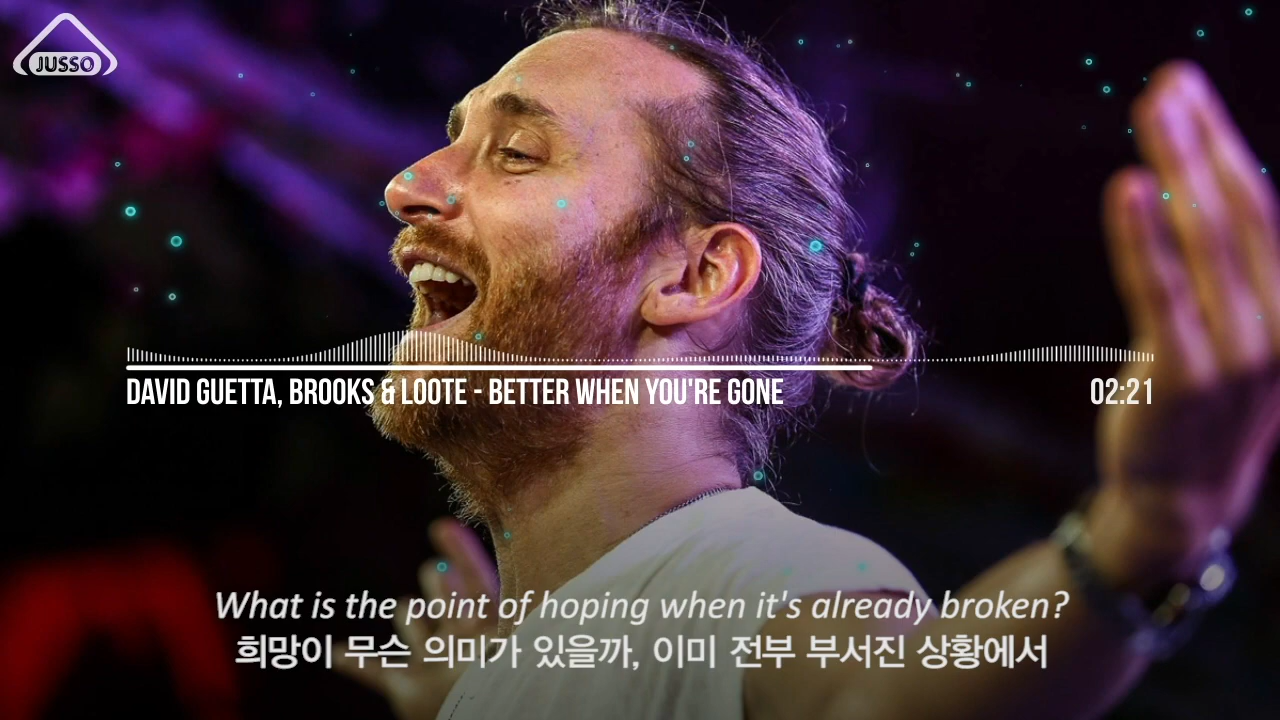 JUSSO
DAVID GUETTA, BROOKS & LOOTE - BETTER WHEN YOU'RE GONE
02:21
What is the point of hoping when it's already broken?
희망이 무슨 의미가 있을까, 이미 전부 부서진 상황에서